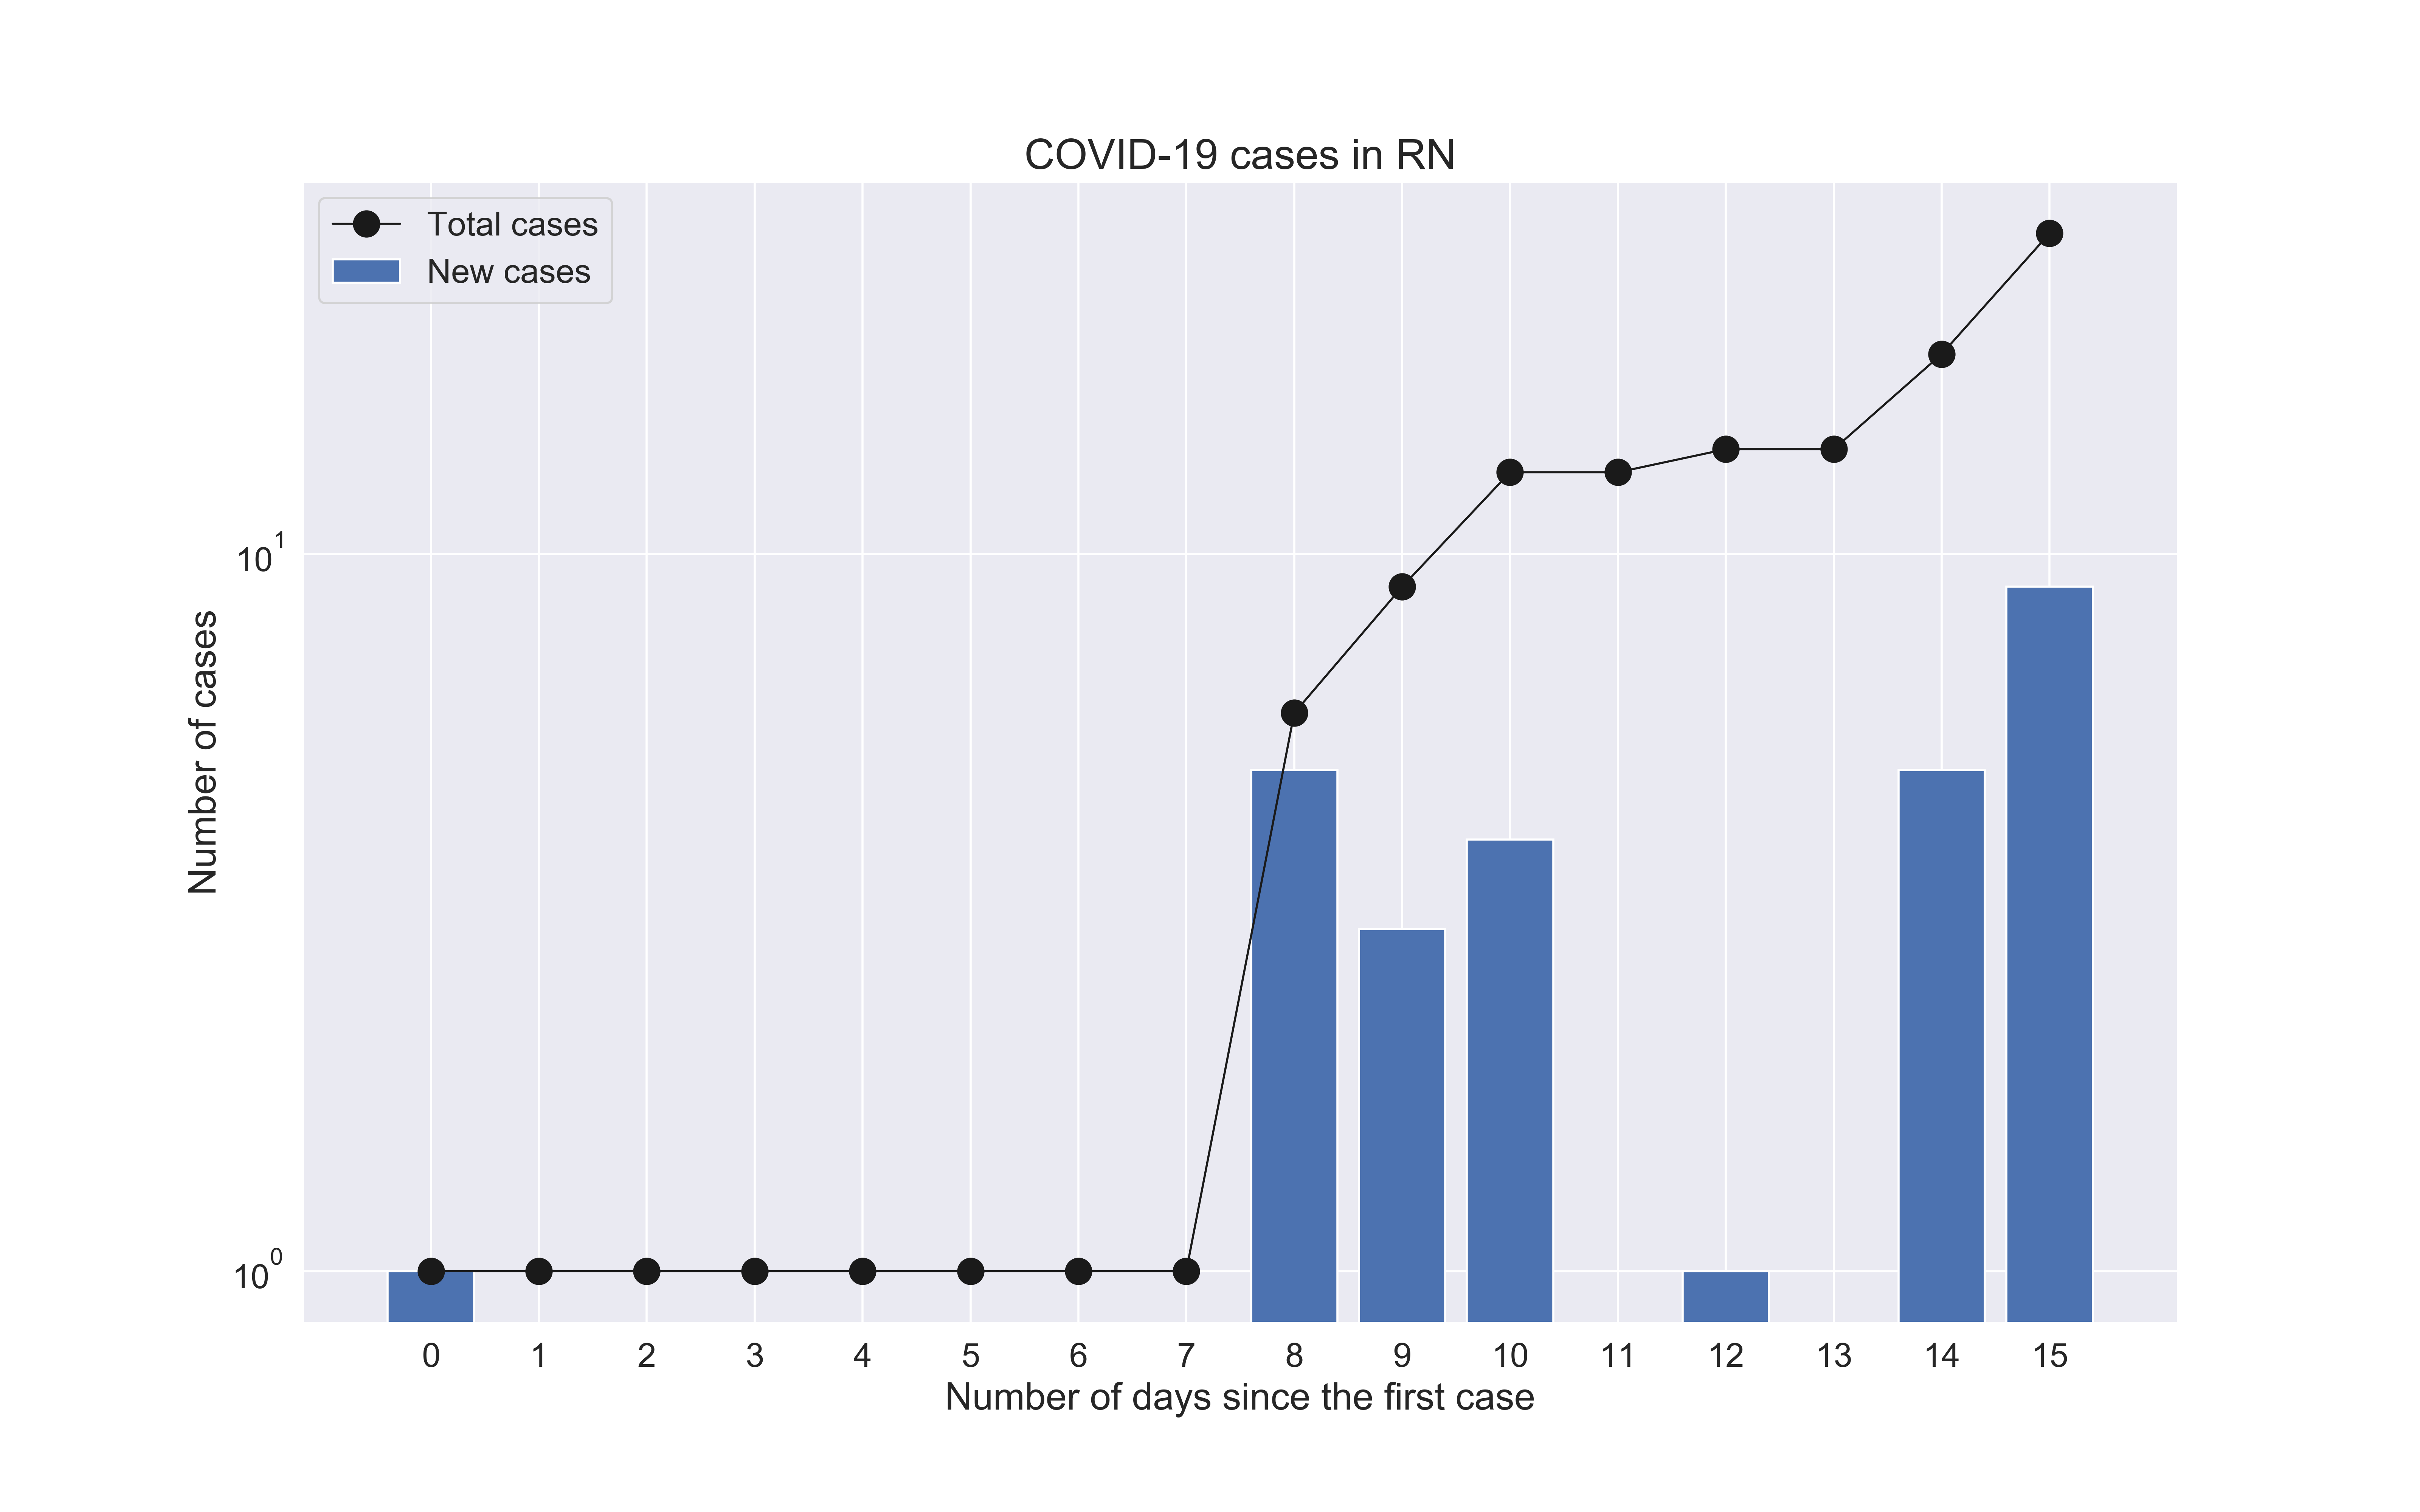 COVID-19 cases in RN
Total cases
New cases
10^1
10^0
Number of cases
0 1 2 3 4 5 6 7 8 9 10 11 12 13 14 15
Number of days since the first case